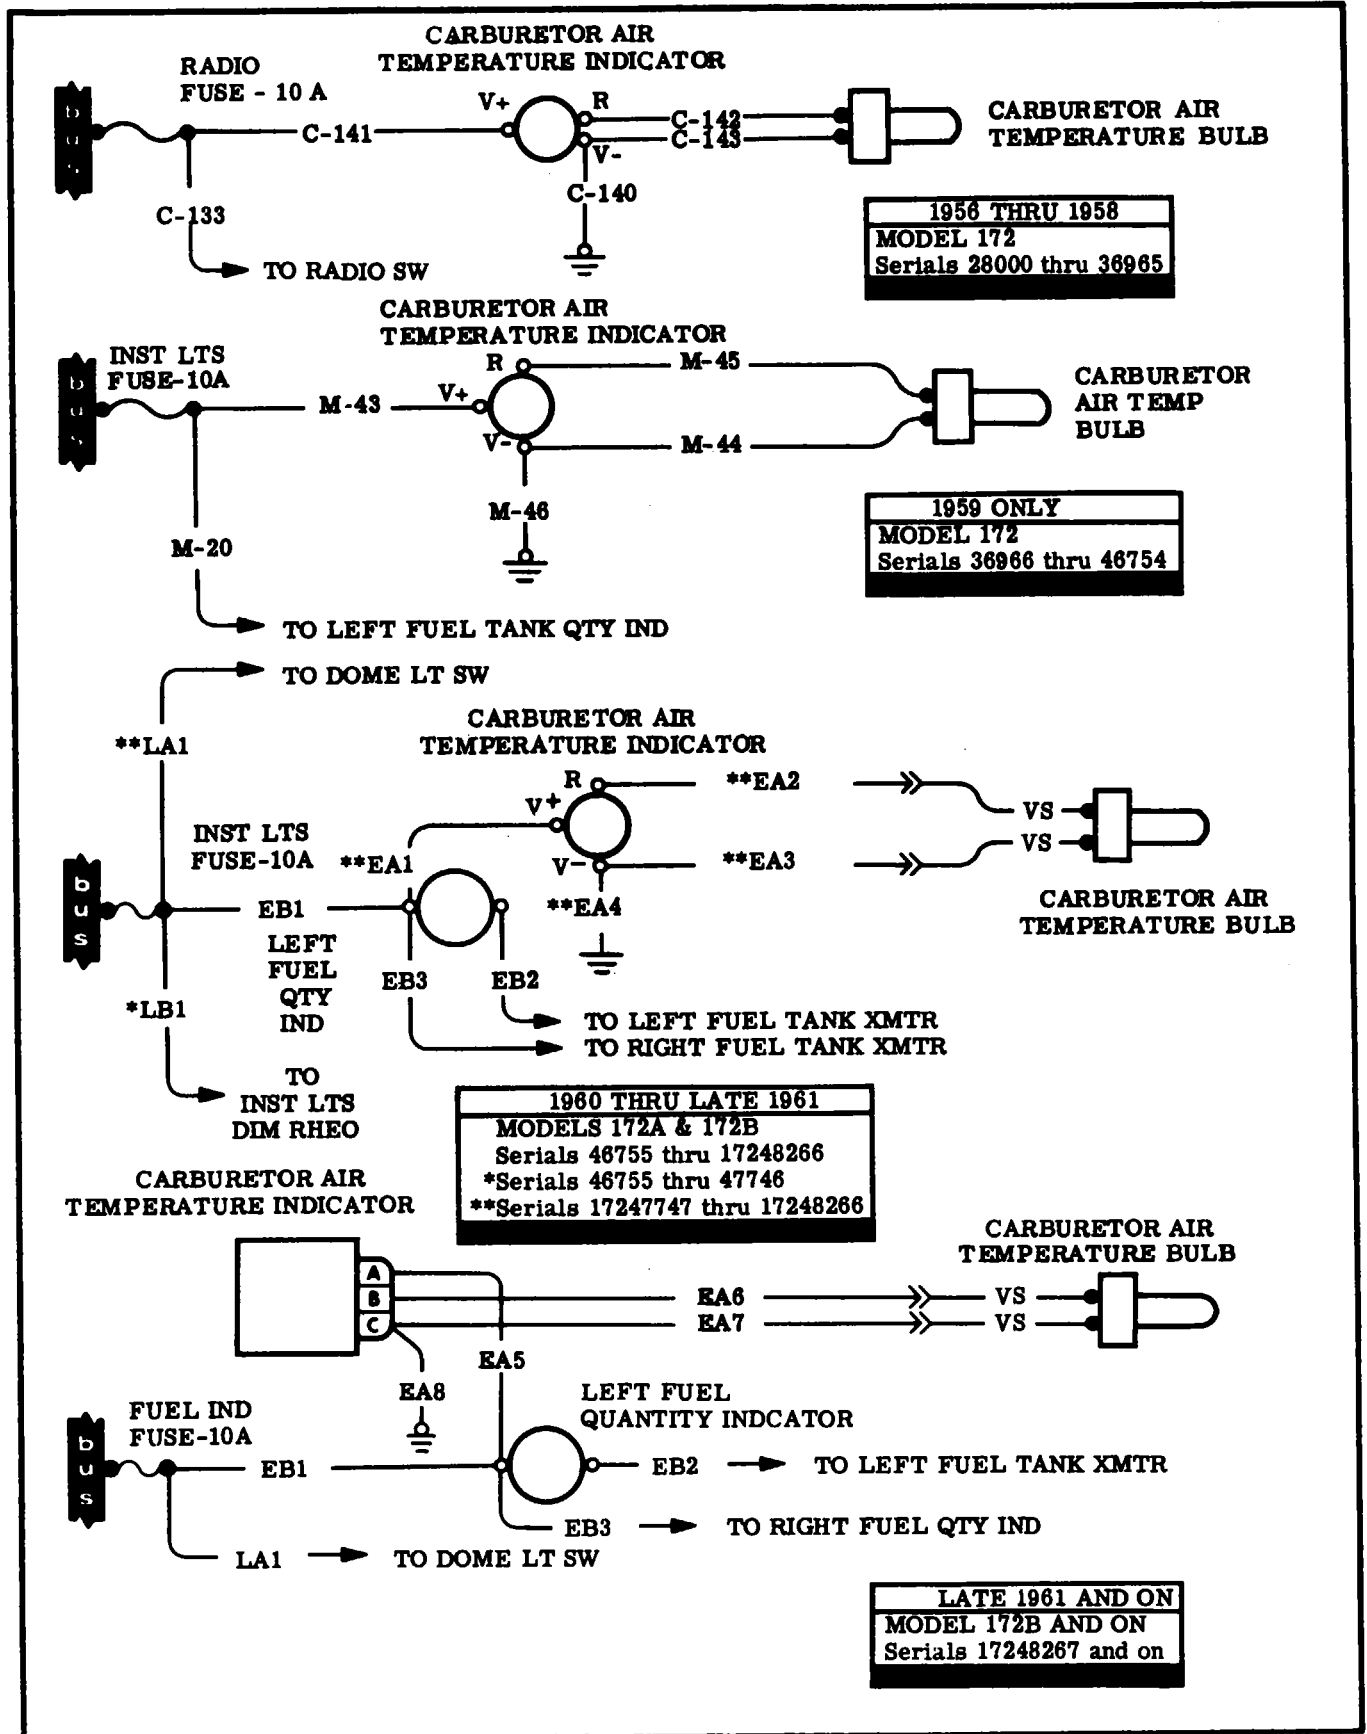 CARBURETOR AIR
TEMPERATURE INDICATOR
RADIO
FUSE - 10 A
V+
R
V-
C-141
C-142
C-143
C-140
C-133
TO RADIO SW
CARBURETOR AIR
TEMPERATURE BULB
1956 THRU 1958
MODEL 172
Serials 28000 thru 36965
CARBURETOR AIR
TEMPERATURE INDICATOR
INST LTS
FUSE-10A
R
V+
V-
M-43
M-45
M-44
M-46
M-20
TO LEFT FUEL TANK QTY IND
CARBURETOR
AIR TEMP
BULB
1959 ONLY
MODEL 172
Serials 36966 thru 46754
TO DOME LT SW
**LA1
CARBURETOR AIR
TEMPERATURE INDICATOR
R
V+
V-
**EA2
VS
VS
**EA3
**EA1
**EA4
INST LTS
FUSE-10A
bus
EB1
LEFT
FUEL
QTY
IND
EB3
EB2
*LB1
TO LEFT FUEL TANK XMTR
TO RIGHT FUEL TANK XMTR
TO
INST LTS
DIM RHEO
CARBURETOR AIR
TEMPERATURE BULB
1960 THRU LATE 1961
MODELS 172A & 172B
Serials 46755 thru 17248266
*Serials 46755 thru 47746
**Serials 17247747 thru 17248266
CARBURETOR AIR
TEMPERATURE INDICATOR
A
B
C
EA6
EA7
VS
VS
CARBURETOR AIR
TEMPERATURE BULB
EA5
EA8
FUEL IND
FUSE-10A
LEFT FUEL
QUANTITY INDCATOR
bus
EB1
EB2
TO LEFT FUEL TANK XMTR
EB3
TO RIGHT FUEL QTY IND
LA1
TO DOME LT SW
LATE 1961 AND ON
MODEL 172B AND ON
Serials 17248267 and on